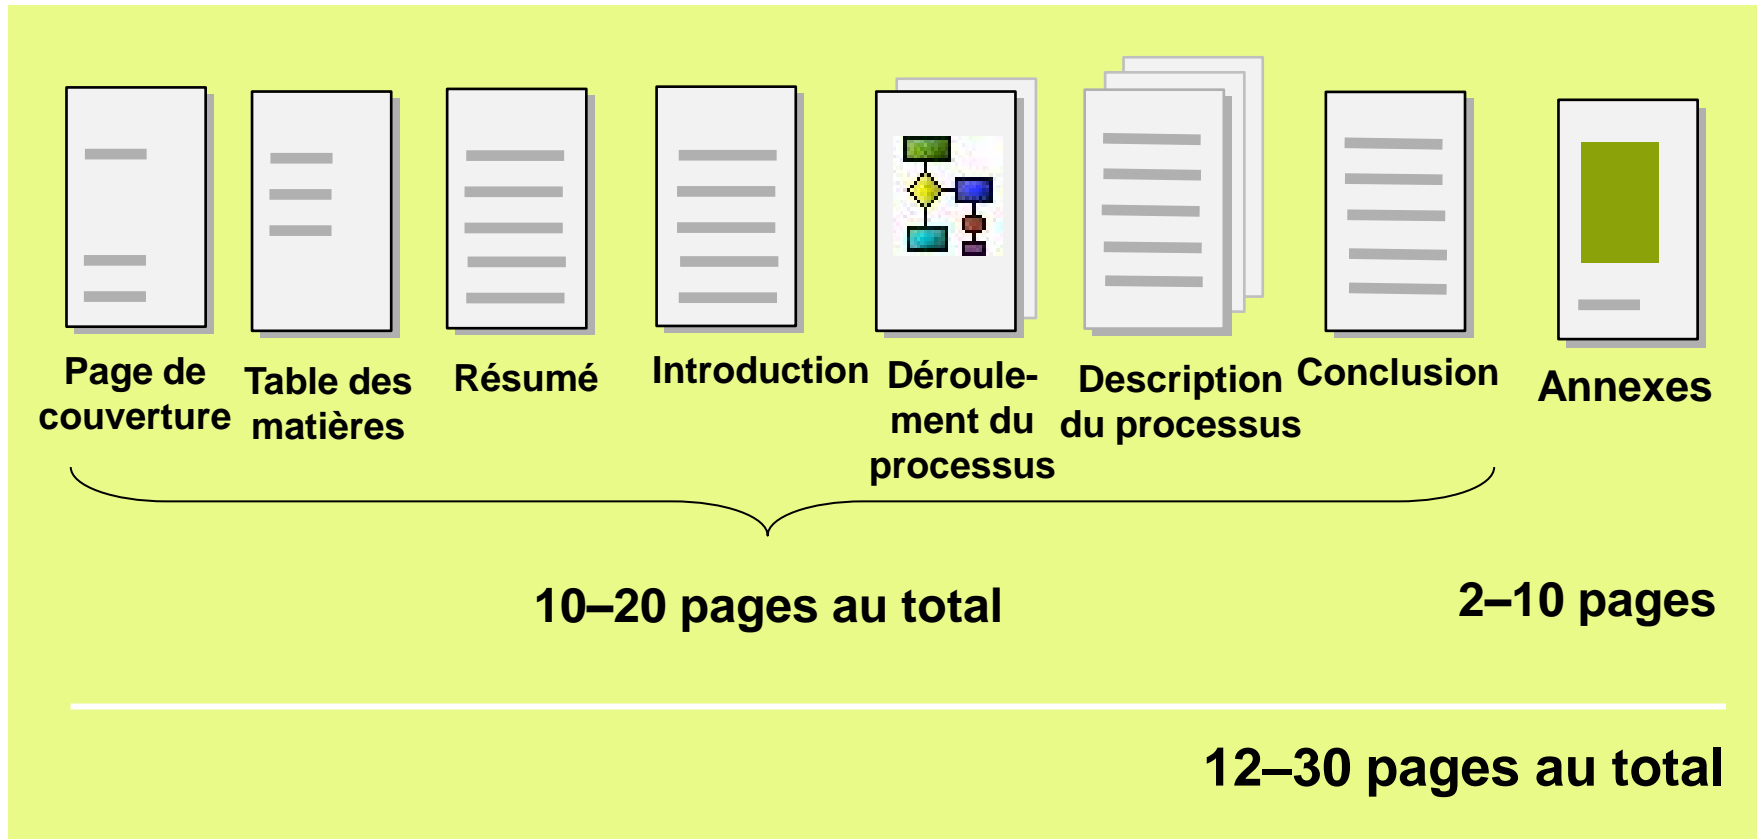 Page de
couverture
Table des
matières
Résumé
Introduction
Déroule-
ment du
processus
Description
du processus
Conclusion
Annexes
10–20 pages au total
2–10 pages
12–30 pages au total